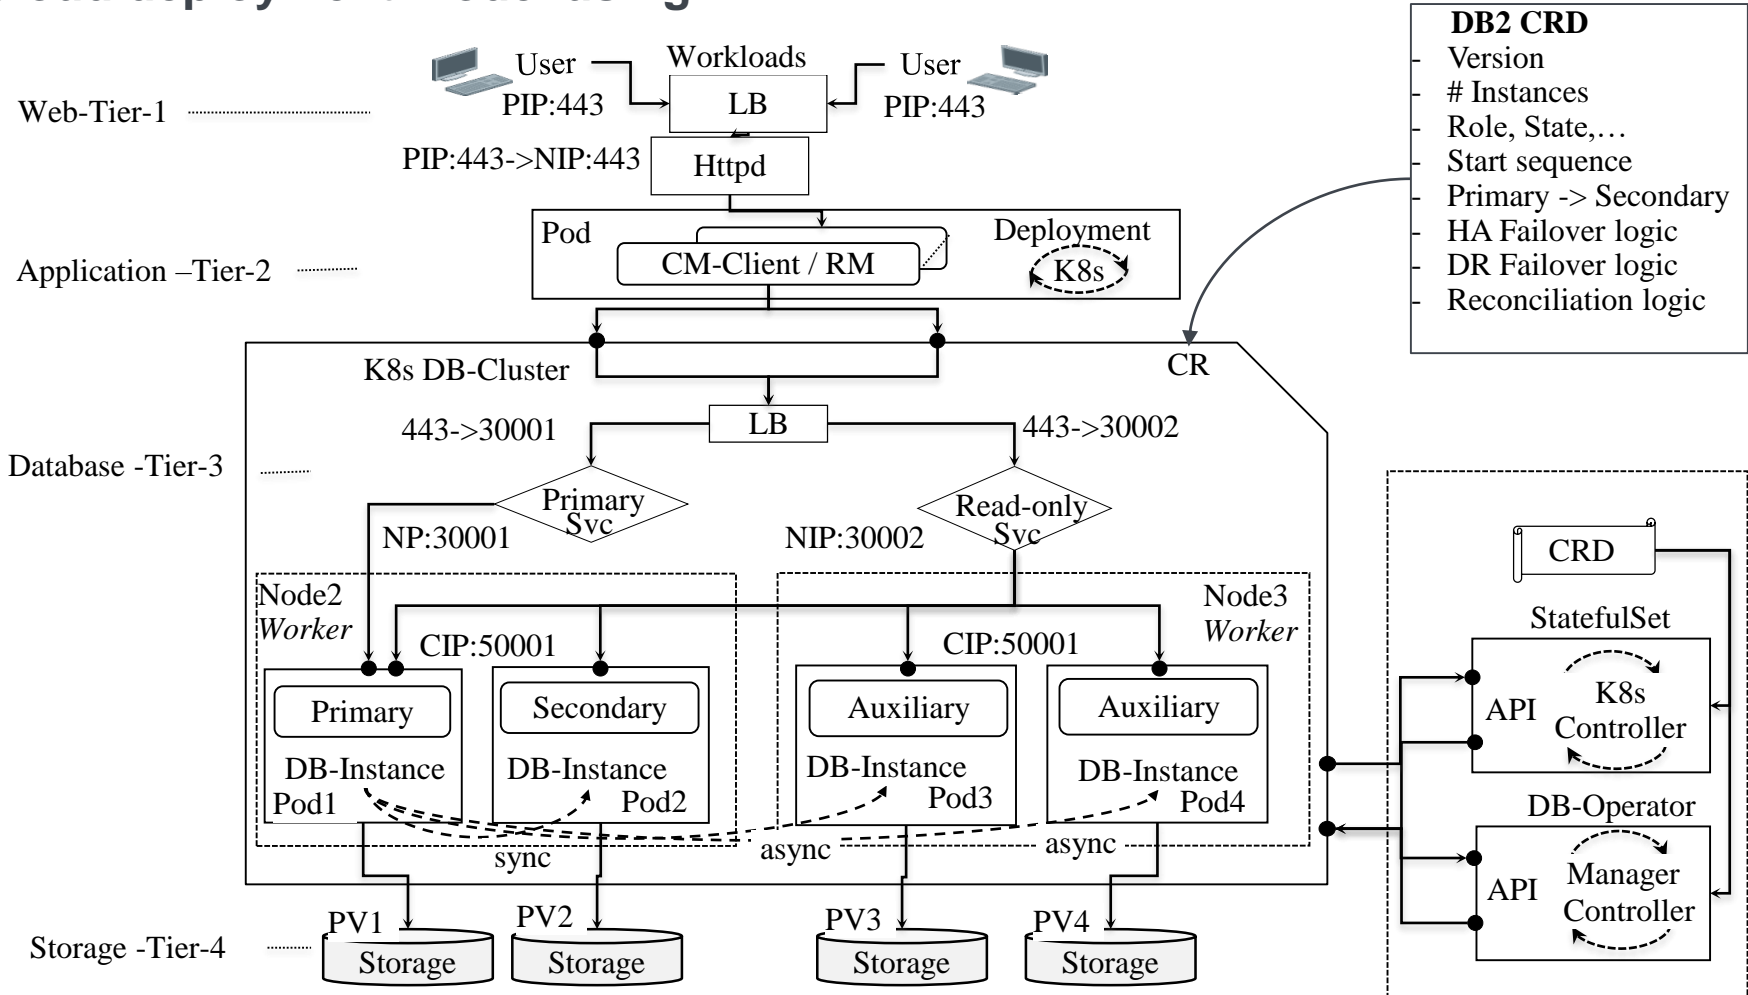 User
Workloads
User
PIP:443
LB
PIP:443
Web-Tier-1
PIP:443->NIP:443
Httpd
DB2 CRD
- Version
- # Instances
- Role, State,…
- Start sequence
- Primary -> Secondary
- HA Failover logic
- DR Failover logic
- Reconciliation logic
Pod
Deployment
CM-Client / RM
K8s
Application –Tier-2
K8s DB-Cluster
CR
443->30001
LB
443->30002
Database -Tier-3
Primary
Svc
Read-only
Svc
NP:30001
NIP:30002
Node2
Worker
Node3
Worker
CIP:50001
CIP:50001
Primary
Secondary
Auxiliary
Auxiliary
DB-Instance
Pod1
DB-Instance
Pod2
DB-Instance
Pod3
DB-Instance
Pod4
sync
async
async
CRD
StatefulSet
API
K8s
Controller
DB-Operator
API
Manager
Controller
PV1
PV2
PV3
PV4
Storage -Tier-4
Storage
Storage
Storage
Storage